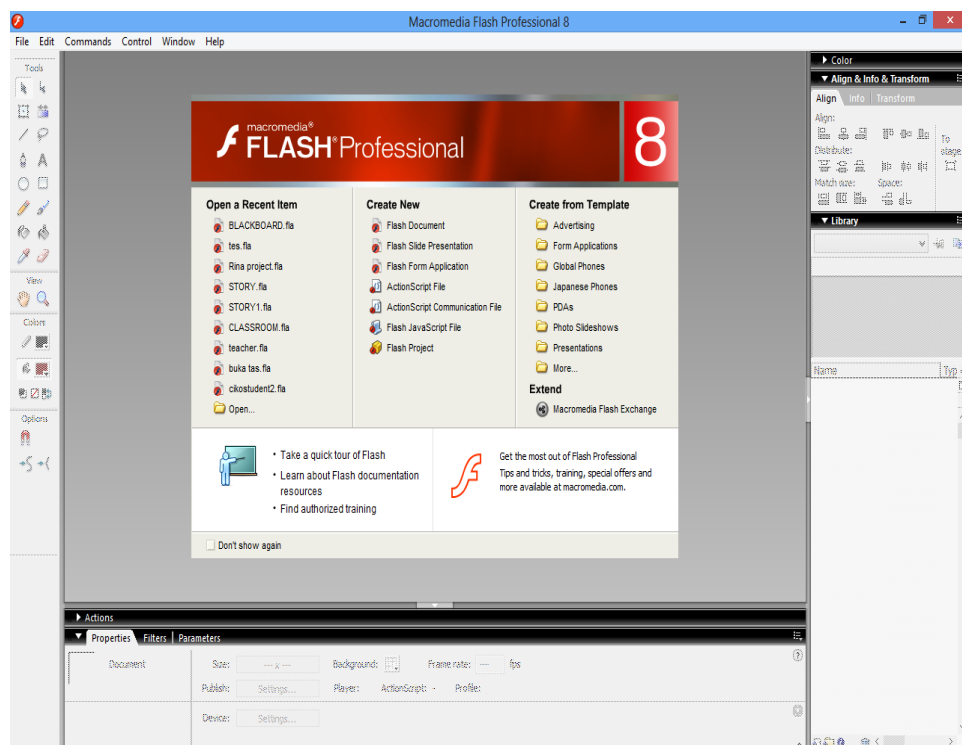 Macromedia Flash Professional 8
File Edit Commands Control Window Help
Tools
View
Colors
Options
macromedia®
FLASH® Professional 8
Open a Recent Item
BLACKBOARD.fla
tes.fla
Rina project.fla
STORY.fla
STORY1.fla
CLASSROOM.fla
teacher.fla
buka tas.fla
cikostudent2.fla
Open...
Create New
Flash Document
Flash Slide Presentation
Flash Form Application
ActionScript File
ActionScript Communication File
Flash JavaScript File
Flash Project
Create from Template
Advertising
Form Applications
Global Phones
Japanese Phones
PDAs
Photo Slideshows
Presentations
More...
Extend
Macromedia Flash Exchange
• Take a quick tour of Flash
• Learn about Flash documentation
resources
• Find authorized training
Get the most out of Flash Professional
Tips and tricks, training, special offers and
more available at macromedia.com.
Don't show again
Color
Align & Info & Transform
Align Info Transform
Align:
Distribute:
Match size: Space:
To
stage:
Library
Name Typ
Actions
Properties Filters Parameters
Document
Size: — x — Background: Frame rate: --- fps
Publish: Settings... Player: ActionScript: - Profile:
Device: Settings...